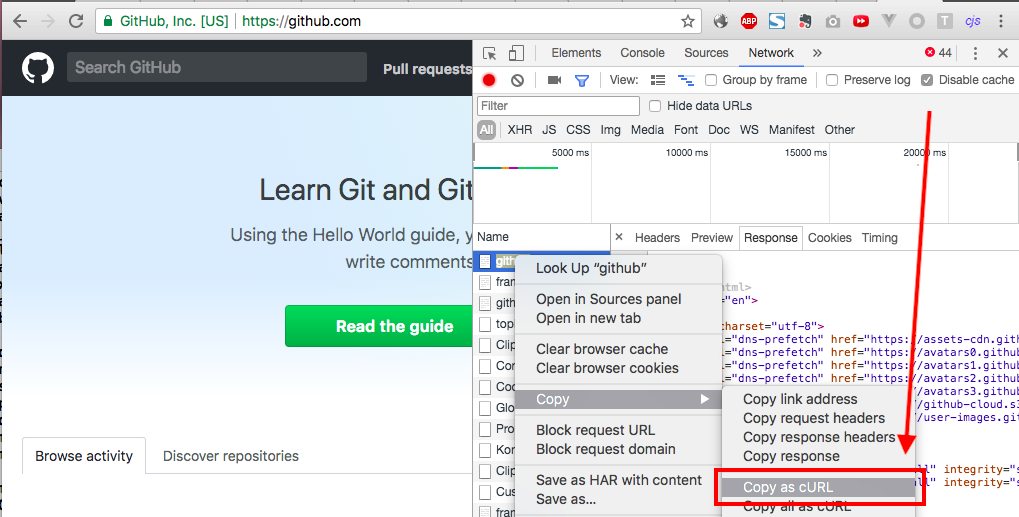 GitHub, Inc. [US] https://github.com
ABP
S
cjs
Search GitHub
Pull requests
Elements Console Sources Network » 44
View: Group by frame Preserve log Disable cache
Filter Hide data URLs
All XHR JS CSS Img Media Font Doc WS Manifest Other
5000 ms 10000 ms 15000 ms 20000 ms
Learn Git and Git
Using the Hello World guide, y
write comments
Read the guide
Browse activity Discover repositories
Name
× Headers Preview Response Cookies Timing
gith
fran
gith
top
Clip
Cor
Coc
Glo
Pro
Kon
Clip
Cus
fran
Look Up “github”
Open in Sources panel
Open in new tab
Clear browser cache
Clear browser cookies
Copy
Block request URL
Block request domain
Save as HAR with content
Save as...
html>
"en">
charset="utf-8">
="dns-prefetch" href="https://assets-cdn.gith
="dns-prefetch" href="https://avatars0.github
="dns-prefetch" href="https://avatars1.github
="dns-prefetch" href="https://avatars2.github
="dns-prefetch" href="https://avatars3.github
//github-cloud.s3
//user-images.git
Copy link address
Copy request headers
Copy response headers
Copy response
Copy as cURL
Copy all as cURL
ll" integrity="s
ll" integrity="s